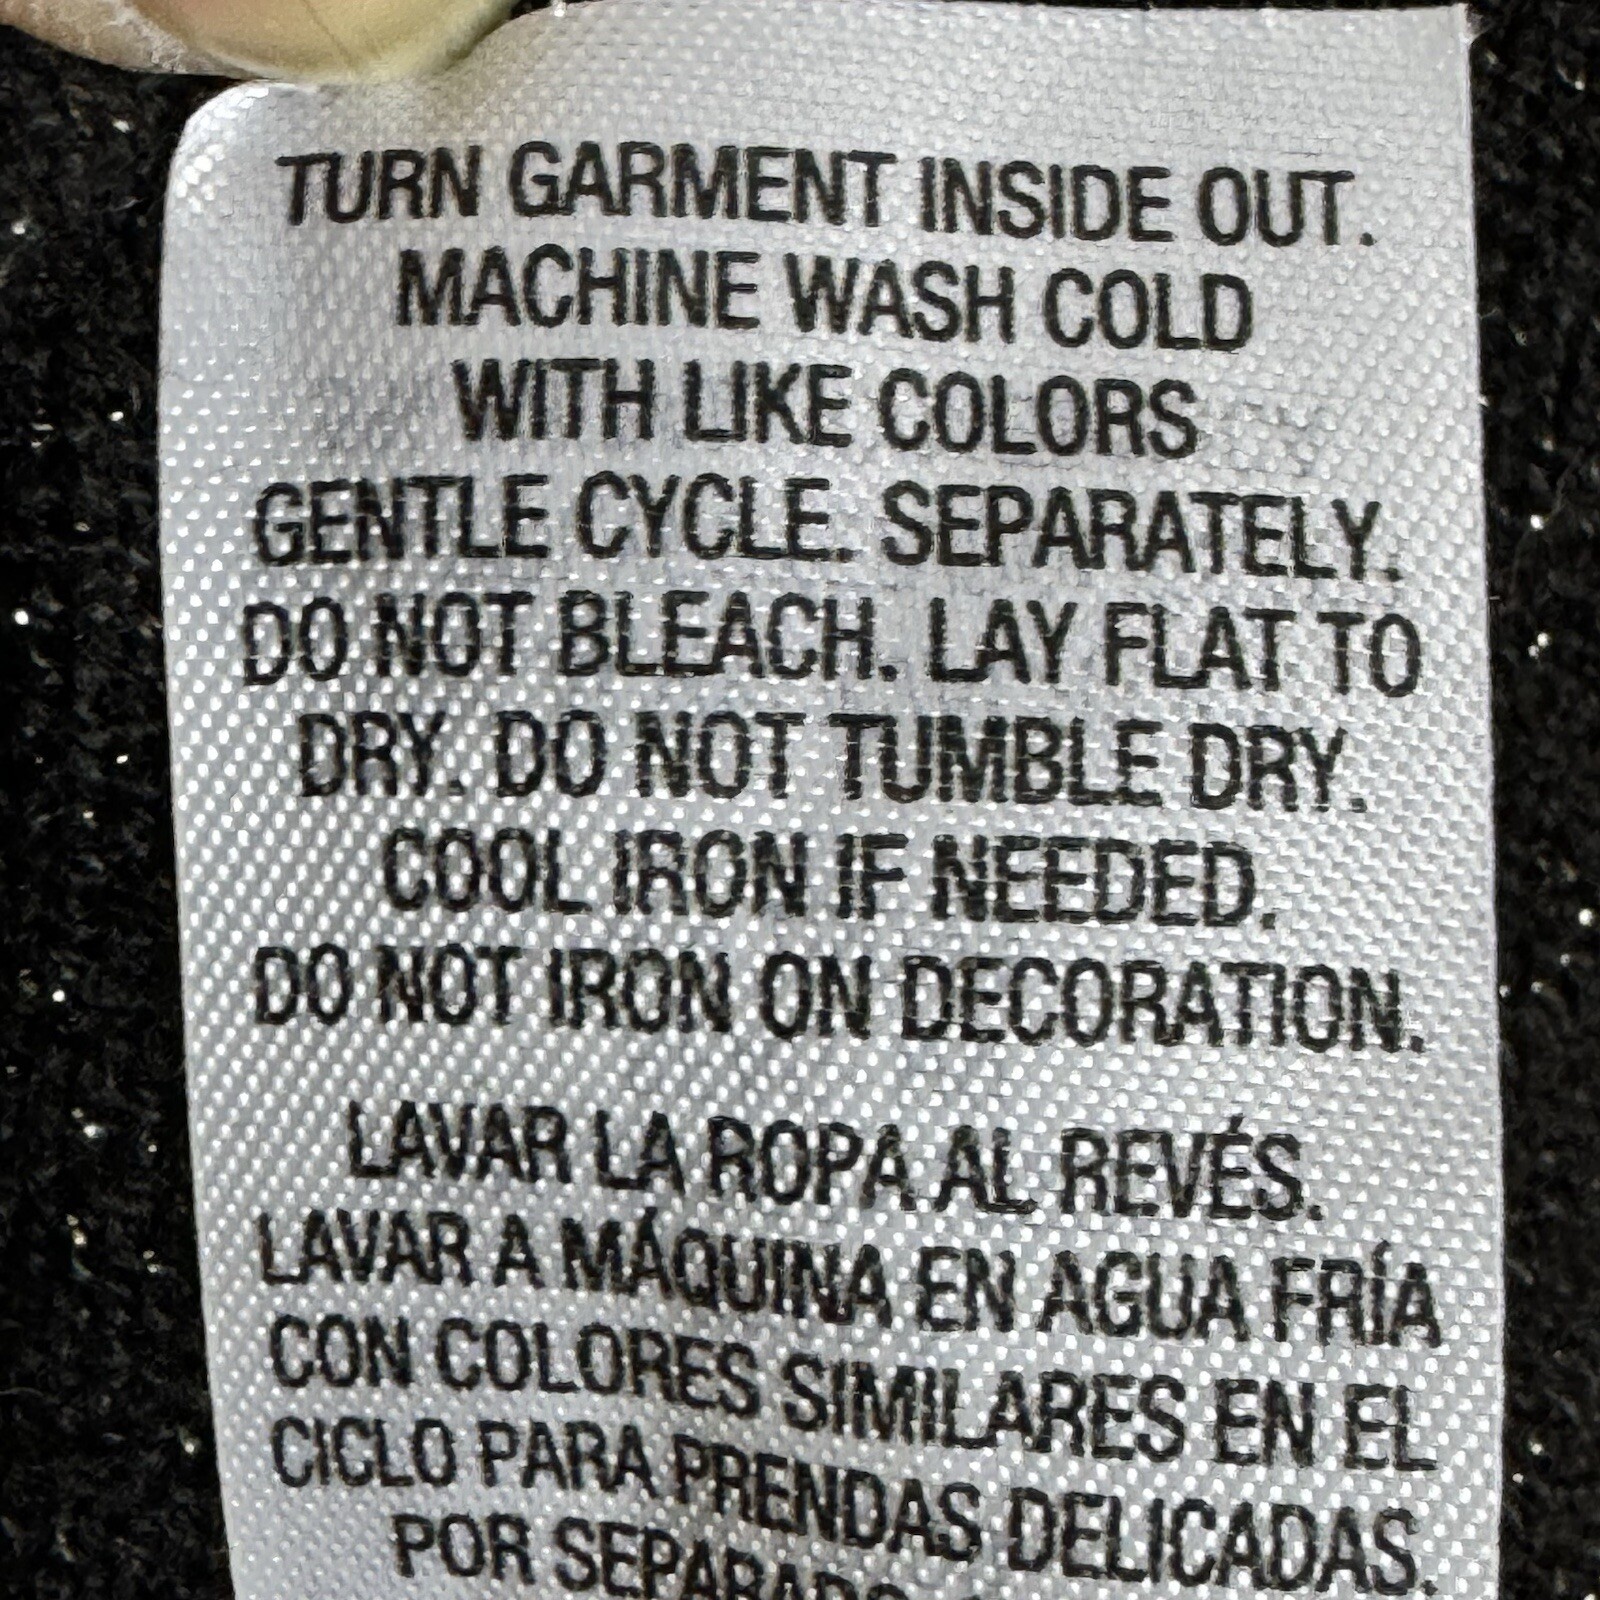 TURN GARMENT INSIDE OUT.
MACHINE WASH COLD
WITH LIKE COLORS
GENTLE CYCLE. SEPARATELY.
DO NOT BLEACH. LAY FLAT TO
DRY. DO NOT TUMBLE DRY.
COOL IRON IF NEEDED.
DO NOT IRON ON DECORATION.
LAVAR LA ROPA AL REVÉS.
LAVAR A MÁQUINA EN AGUA FRÍA
CON COLORES SIMILARES EN EL
CICLO PARA PRENDAS DELICADAS.
POR SEPARADO